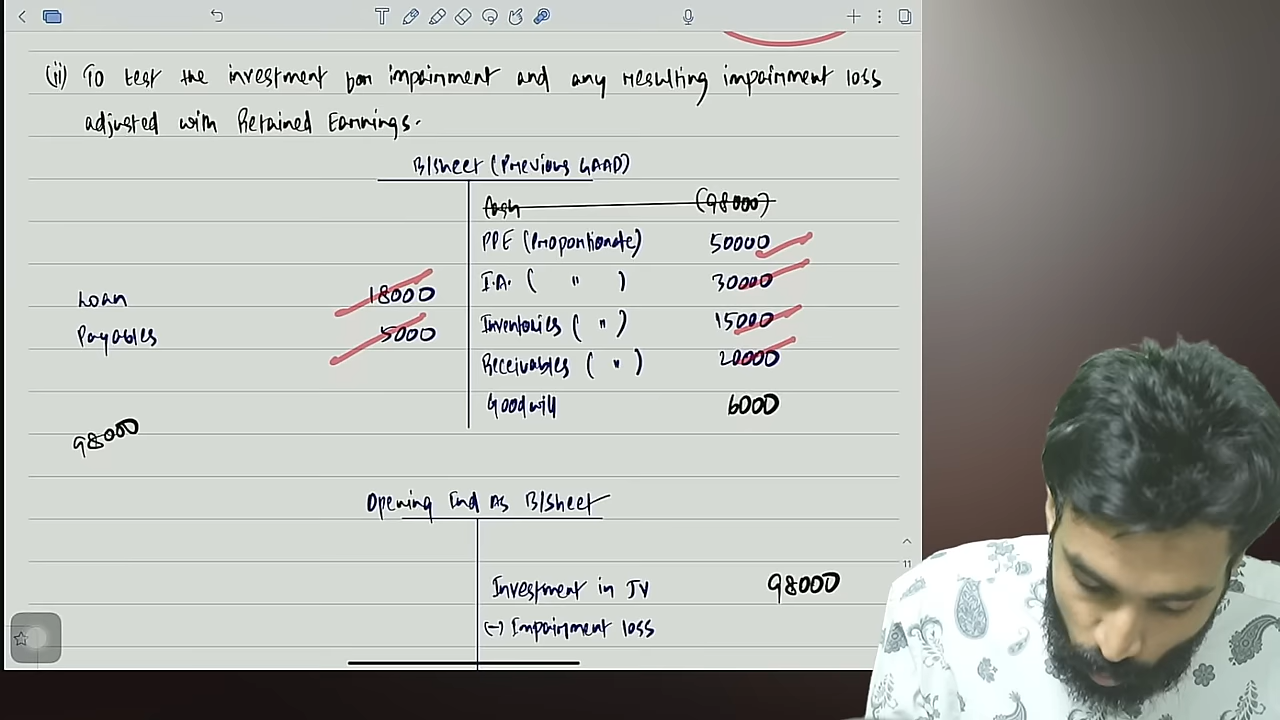 (ii) To test the investment for impairment and any resulting impairment loss
adjusted with Retained Earnings.
B/Sheet (Previous GAAP)
Cash (98000)
PPE (Proportionate) 50000
Loan 18000 I.A. ( " ) 30000
Payables 5000 Inventories ( " ) 15000
Receivables ( " ) 20000
Goodwill 6000
98000
Opening Ind AS B/Sheet
11
Investment in JV 98000
(-) Impairment loss